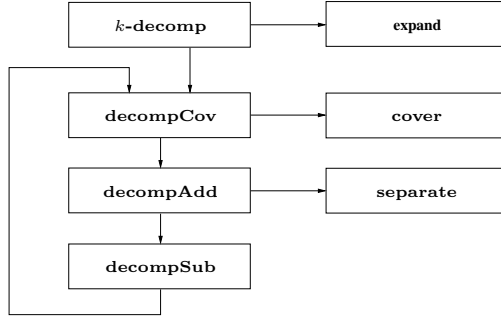 k-decomp
expand
decompCov
cover
decompAdd
separate
decompSub